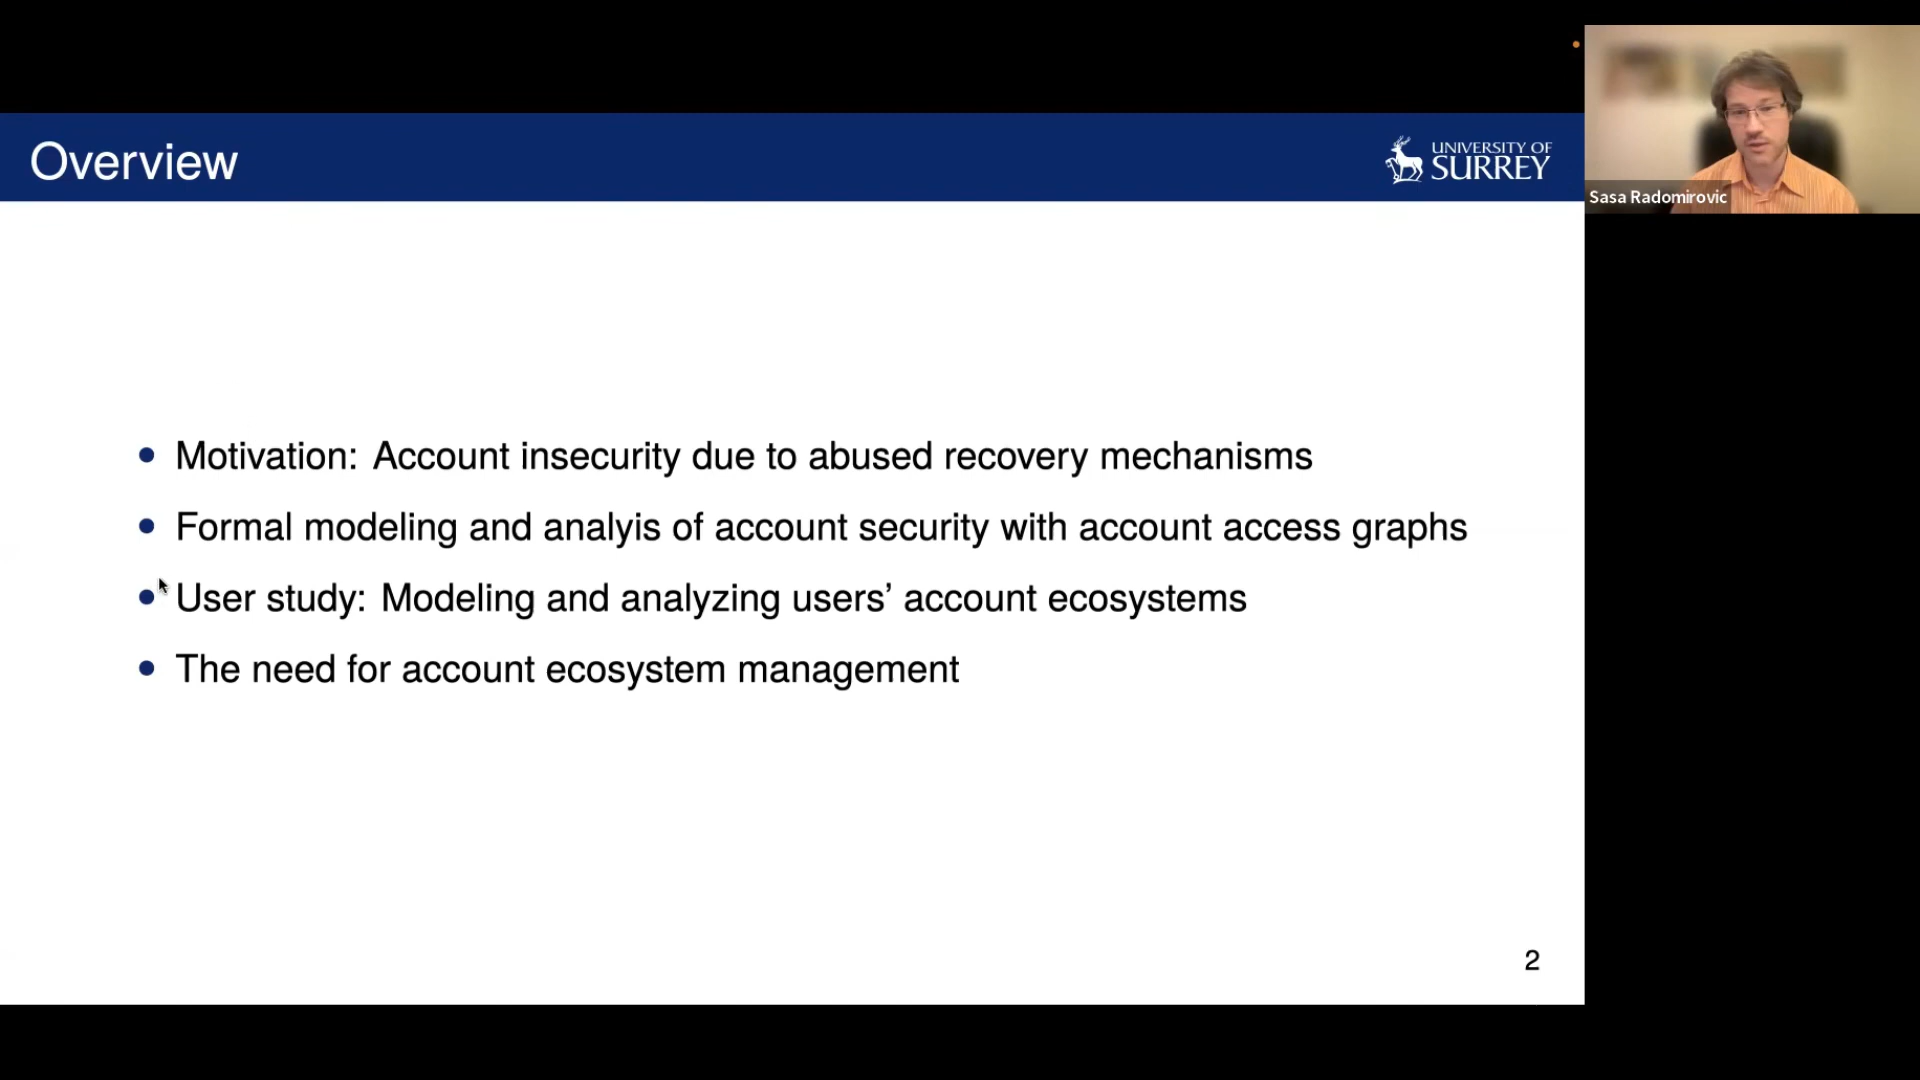 Overview
UNIVERSITY OF
SURREY
Sasa Radomirovic
• Motivation: Account insecurity due to abused recovery mechanisms
• Formal modeling and analyis of account security with account access graphs
• User study: Modeling and analyzing users’ account ecosystems
• The need for account ecosystem management
2